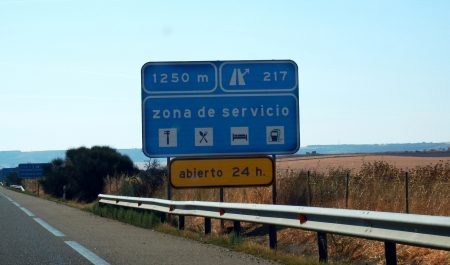 1250 m 217
zona de servicio
abierto 24 h.